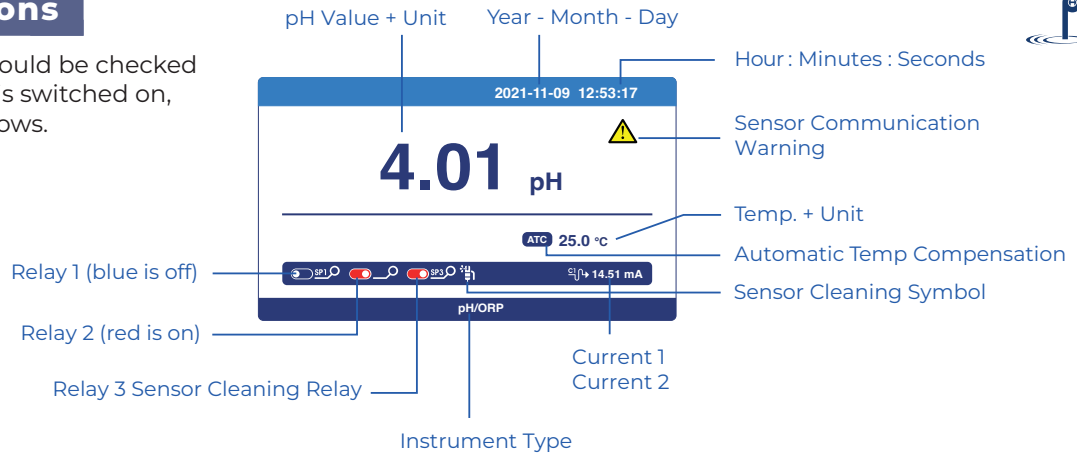 ons
pH Value + Unit
Year - Month - Day
ould be checked
s switched on,
ows.
Hour : Minutes : Seconds
2021-11-09 12:53:17
Sensor Communication
Warning
4.01 pH
Temp. + Unit
ATC 25.0 °C
Automatic Temp Compensation
Relay 1 (blue is off)
SP1 SP3 C1 14.51 mA
Sensor Cleaning Symbol
pH/ORP
Relay 2 (red is on)
Current 1
Current 2
Relay 3 Sensor Cleaning Relay
Instrument Type